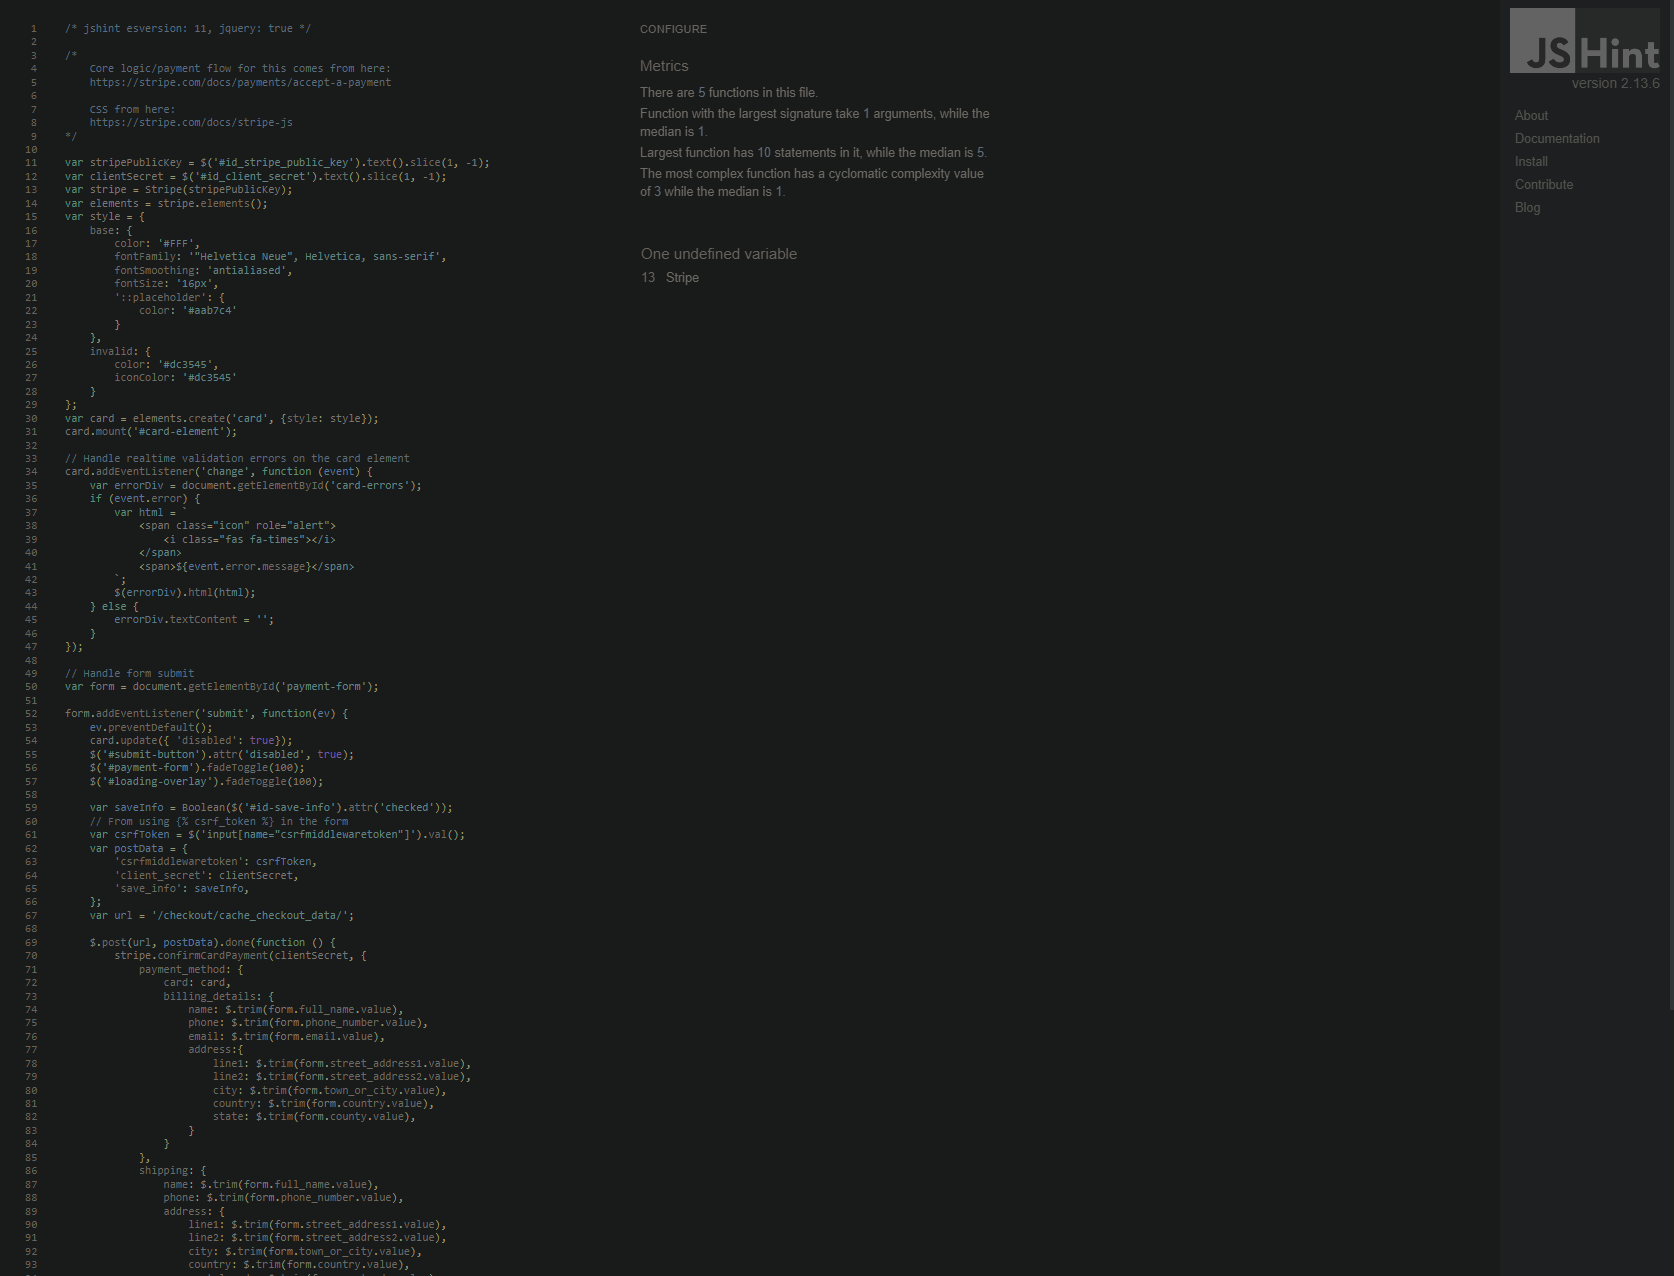 1 /* jshint esversion: 11, jquery: true */
2
3 /*
4 Core logic/payment flow for this comes from here:
5 https://stripe.com/docs/payments/accept-a-payment
6
7 CSS from here:
8 https://stripe.com/docs/stripe-js
9 */
10
11 var stripePublicKey = $('#id_stripe_public_key').text().slice(1, -1);
12 var clientSecret = $('#id_client_secret').text().slice(1, -1);
13 var stripe = Stripe(stripePublicKey);
14 var elements = stripe.elements();
15 var style = {
16 base: {
17 color: '#FFF',
18 fontFamily: '"Helvetica Neue", Helvetica, sans-serif',
19 fontSmoothing: 'antialiased',
20 fontSize: '16px',
21 '::placeholder': {
22 color: '#aab7c4'
23 }
24 },
25 invalid: {
26 color: '#dc3545',
27 iconColor: '#dc3545'
28 }
29 };
30 var card = elements.create('card', {style: style});
31 card.mount('#card-element');
32
33 // Handle realtime validation errors on the card element
34 card.addEventListener('change', function (event) {
35 var errorDiv = document.getElementById('card-errors');
36 if (event.error) {
37 var html = `
38 <span class="icon" role="alert">
39 <i class="fas fa-times"></i>
40 </span>
41 <span>${event.error.message}</span>
42 `;
43 $(errorDiv).html(html);
44 } else {
45 errorDiv.textContent = '';
46 }
47 });
48
49 // Handle form submit
50 var form = document.getElementById('payment-form');
51
52 form.addEventListener('submit', function(ev) {
53 ev.preventDefault();
54 card.update({ 'disabled': true});
55 $('#submit-button').attr('disabled', true);
56 $('#payment-form').fadeToggle(100);
57 $('#loading-overlay').fadeToggle(100);
58
59 var saveInfo = Boolean($('#id-save-info').attr('checked'));
60 // From using {% csrf_token %} in the form
61 var csrfToken = $('input[name="csrfmiddlewaretoken"]').val();
62 var postData = {
63 'csrfmiddlewaretoken': csrfToken,
64 'client_secret': clientSecret,
65 'save_info': saveInfo,
66 };
67 var url = '/checkout/cache_checkout_data/';
68
69 $.post(url, postData).done(function () {
70 stripe.confirmCardPayment(clientSecret, {
71 payment_method: {
72 card: card,
73 billing_details: {
74 name: $.trim(form.full_name.value),
75 phone: $.trim(form.phone_number.value),
76 email: $.trim(form.email.value),
77 address:{
78 line1: $.trim(form.street_address1.value),
79 line2: $.trim(form.street_address2.value),
80 city: $.trim(form.town_or_city.value),
81 country: $.trim(form.country.value),
82 state: $.trim(form.county.value),
83 }
84 }
85 },
86 shipping: {
87 name: $.trim(form.full_name.value),
88 phone: $.trim(form.phone_number.value),
89 address: {
90 line1: $.trim(form.street_address1.value),
91 line2: $.trim(form.street_address2.value),
92 city: $.trim(form.town_or_city.value),
93 country: $.trim(form.country.value),
CONFIGURE
Metrics
There are 5 functions in this file.
Function with the largest signature take 1 arguments, while the
median is 1.
Largest function has 10 statements in it, while the median is 5.
The most complex function has a cyclomatic complexity value
of 3 while the median is 1.
One undefined variable
13 Stripe
JSHint
version 2.13.6
About
Documentation
Install
Contribute
Blog